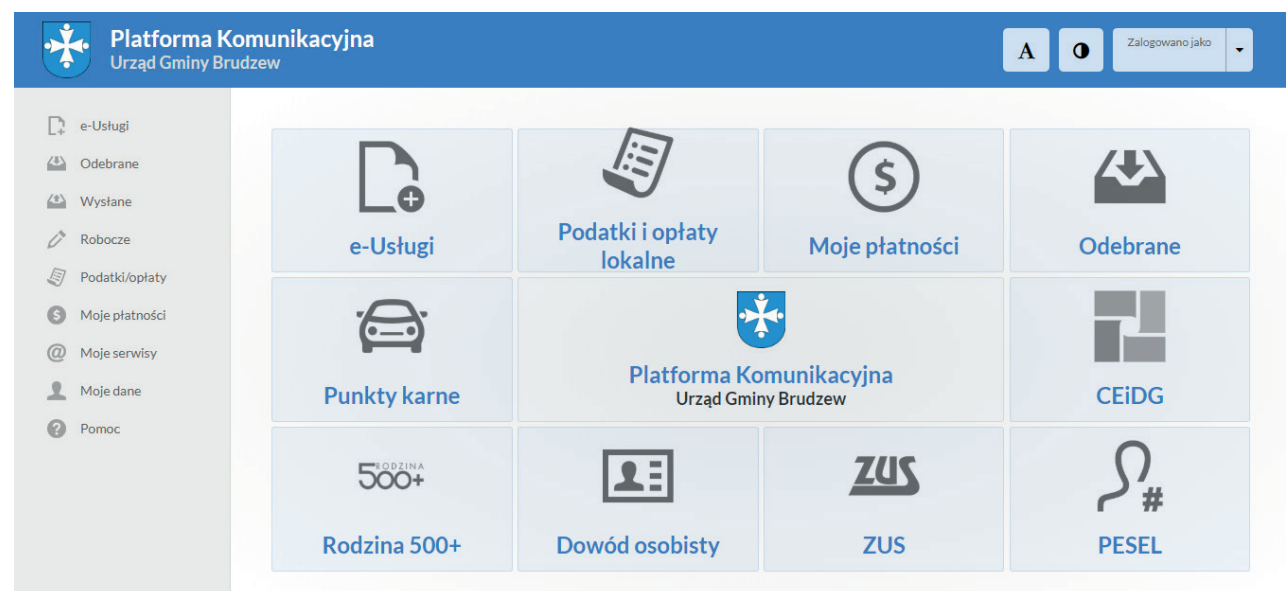 Platforma Komunikacyjna
Urząd Gminy Brudzew
A
Zalogowano jako
e-Usługi
Odebrane
Wysłane
Robocze
Podatki/opłaty
Moje płatności
Moje serwisy
Moje dane
Pomoc
e-Usługi
Podatki i opłaty
lokalne
Moje płatności
Odebrane
Punkty karne
Platforma Komunikacyjna
Urząd Gminy Brudzew
CEiDG
RODZINA
500+
Rodzina 500+
Dowód osobisty
ZUS
ZUS
#
PESEL